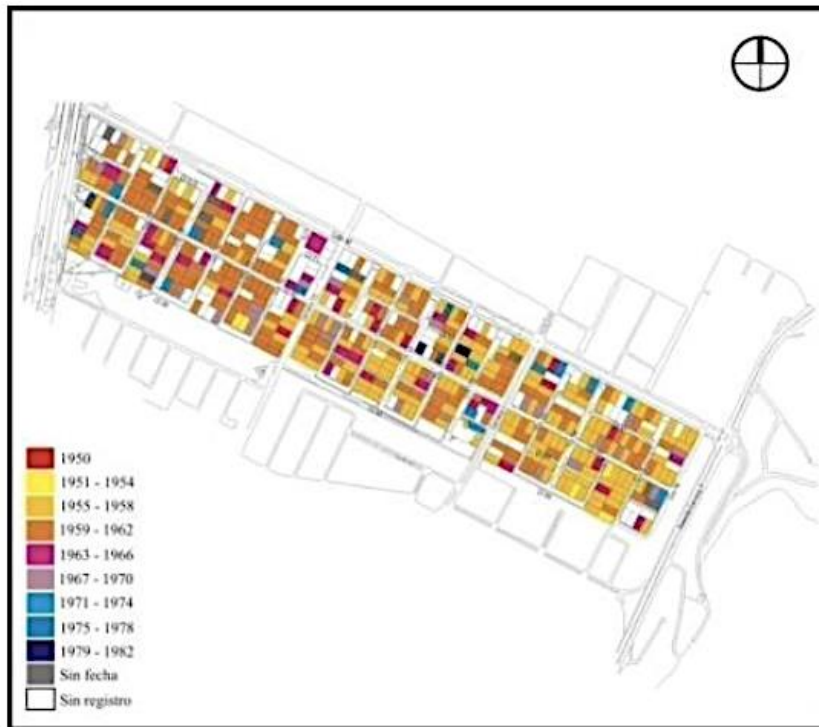 1950
1951 - 1954
1955 - 1958
1959 - 1962
1963 - 1966
1967 - 1970
1971 - 1974
1975 - 1978
1979 - 1982
Sin fecha
Sin registro